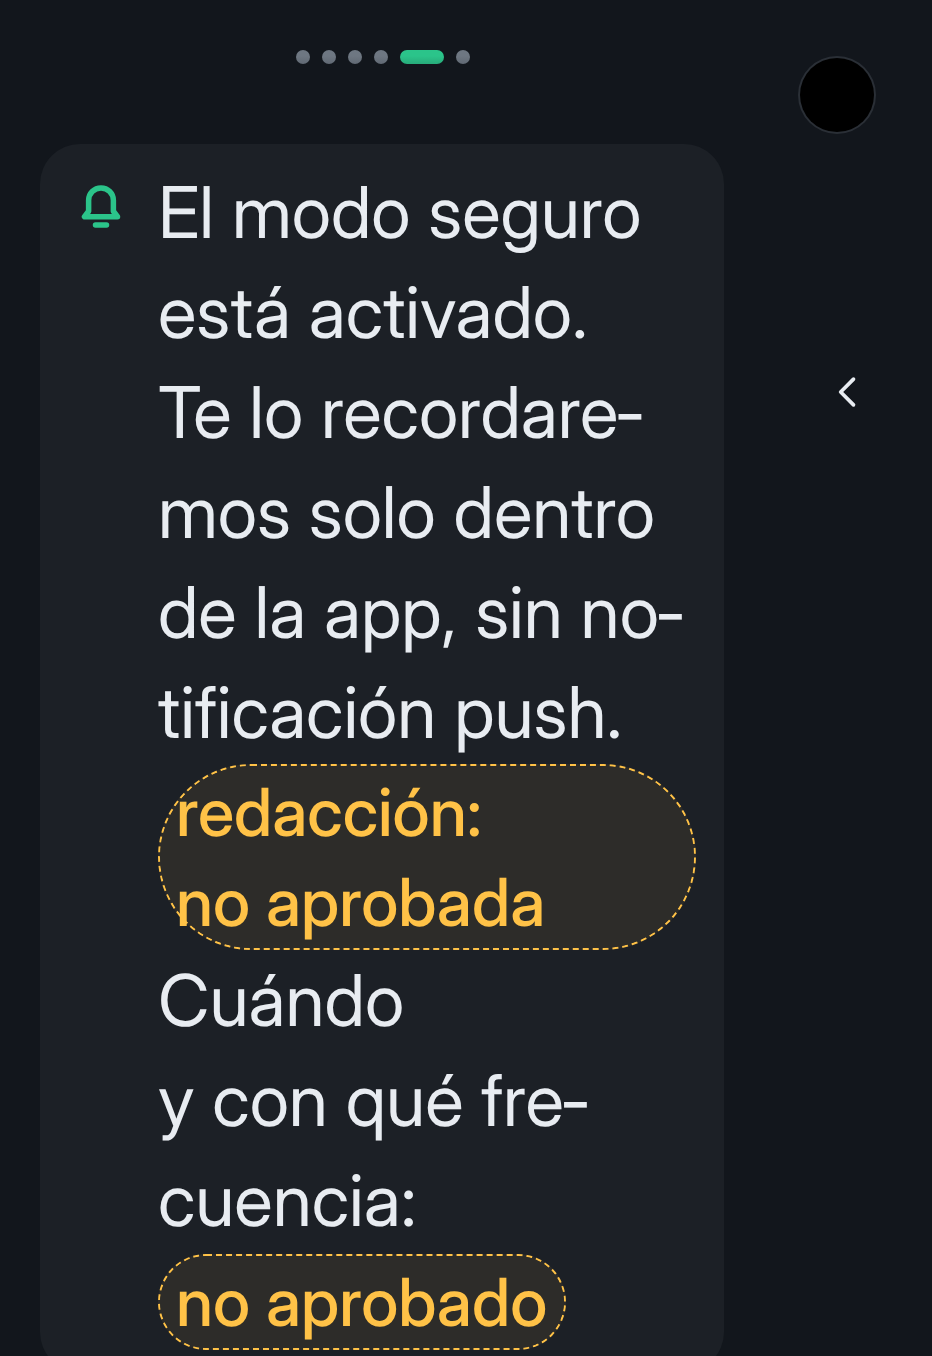 El modo seguro
está activado.
Te lo recordare-
mos solo dentro
de la app, sin no-
tificación push.
redacción:
no aprobada
Cuándo
y con qué fre-
cuencia:
no aprobado